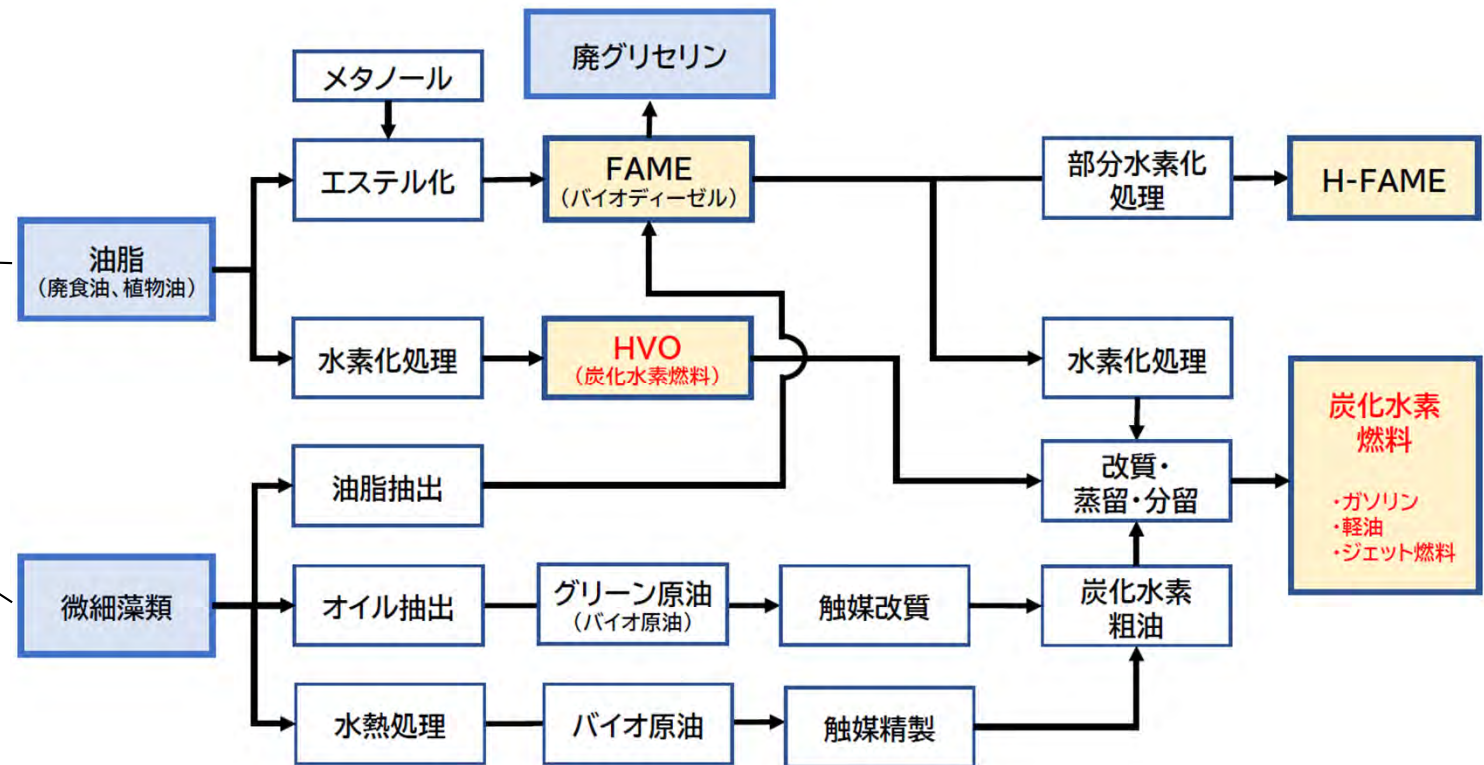 廃グリセリン
メタノール
エステル化
FAME
(バイオディーゼル)
部分水素化
処理
H-FAME
油脂
(廃食油、植物油)
水素化処理
HVO
(炭化水素燃料)
水素化処理
炭化水素
燃料
・ガソリン
・軽油
・ジェット燃料
油脂抽出
改質・
蒸留・分留
微細藻類
オイル抽出
グリーン原油
(バイオ原油)
触媒改質
炭化水素
粗油
水熱処理
バイオ原油
触媒精製